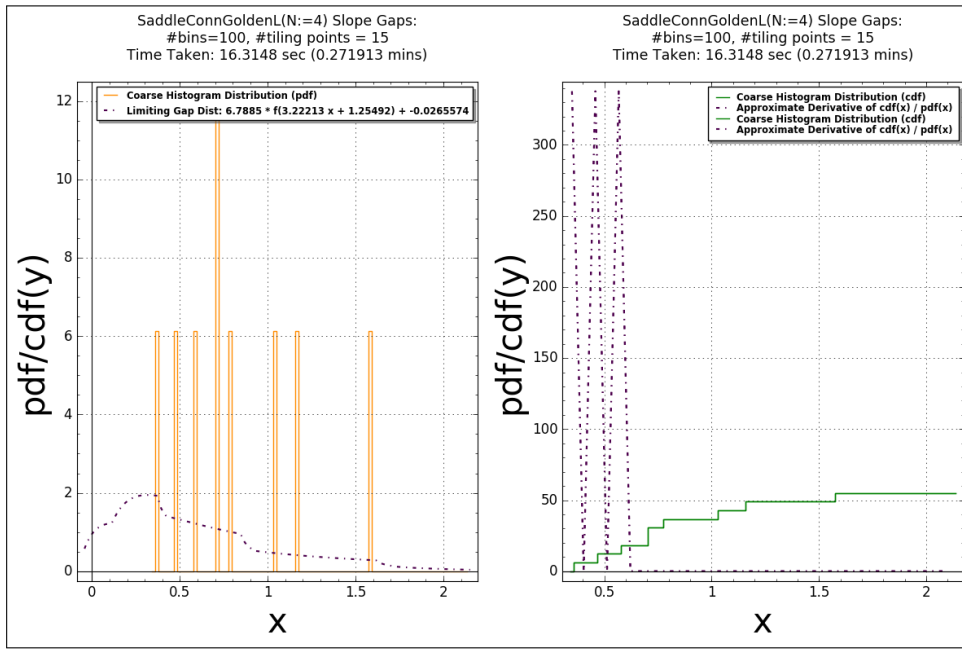 SaddleConnGoldenL(N:=4) Slope Gaps:
#bins=100, #tiling points = 15
Time Taken: 16.3148 sec (0.271913 mins)
Coarse Histogram Distribution (pdf)
Limiting Gap Dist: 6.7885 * f(3.22213 x + 1.25492) + -0.0265574
12
10
8
6
4
2
0
0
0.5
1
1.5
2
pdf/cdf(y)
x
SaddleConnGoldenL(N:=4) Slope Gaps:
#bins=100, #tiling points = 15
Time Taken: 16.3148 sec (0.271913 mins)
Coarse Histogram Distribution (cdf)
Approximate Derivative of cdf(x) / pdf(x)
Coarse Histogram Distribution (cdf)
Approximate Derivative of cdf(x) / pdf(x)
300
250
200
150
100
50
0
0.5
1
1.5
2
pdf/cdf(y)
x